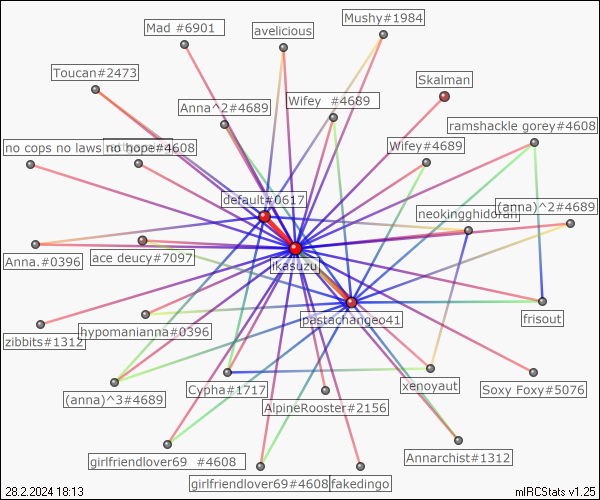 Mushy#1984
Mad #6901
avelicious
Toucan#2473
Skalman
Anna^2#4689
Wifey #4689
ramshackle gorey#4608
no cops no laws no hope#4608
Wifey#4689
default#0617
(anna)^2#4689
neokingghidorah
Anna.#0396
ace deucy#7097
ikasuzu
pastachangeo41
frisout
zibbits#1312
hypomanianna#0396
(anna)^3#4689
Cypha#1717
xenoyaut
Soxy Foxy#5076
AlpineRooster#2156
girlfriendlover69 #4608
Annarchist#1312
girlfriendlover69#4608
fakedingo
28.2.2024 18:13
mIRCStats v1.25